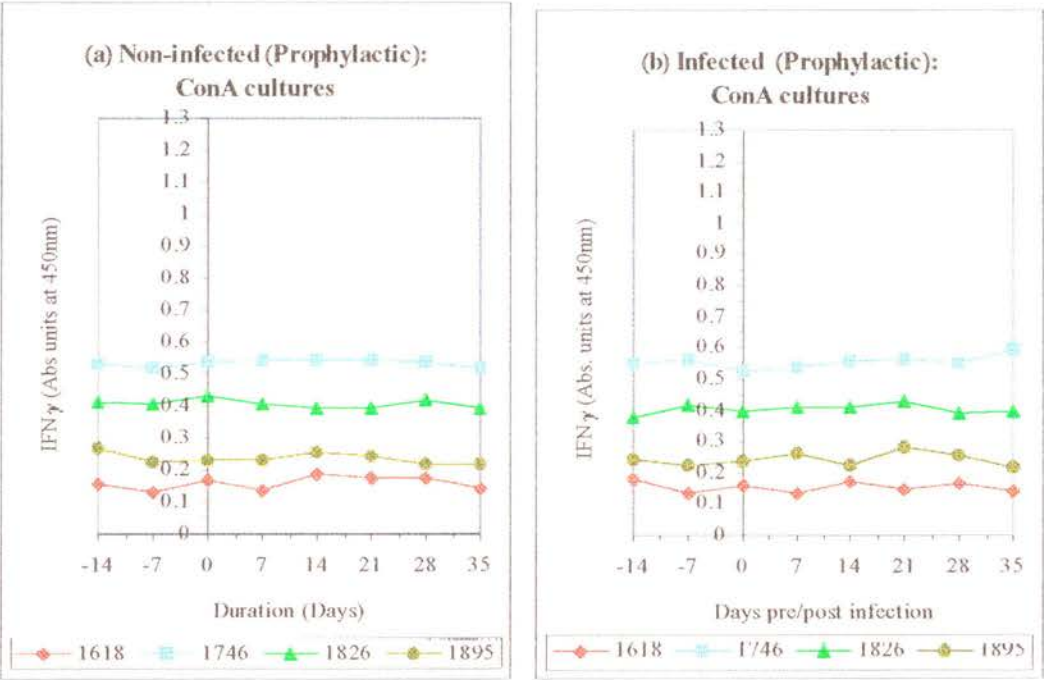 (a) Non-infected (Prophylactic):
ConA cultures
IFN-γ (Abs units at 450nm)
1.3
1.2
1.1
1
0.9
0.8
0.7
0.6
0.5
0.4
0.3
0.2
0.1
0
-14 -7 0 7 14 21 28 35
Duration (Days)
1618 1746 1826 1895
(b) Infected (Prophylactic):
ConA cultures
IFN-γ (Abs. units at 450nm)
1.3
1.2
1.1
1
0.9
0.8
0.7
0.6
0.5
0.4
0.3
0.2
0.1
0
-14 -7 0 7 14 21 28 35
Days pre/post infection
1618 1746 1826 1895